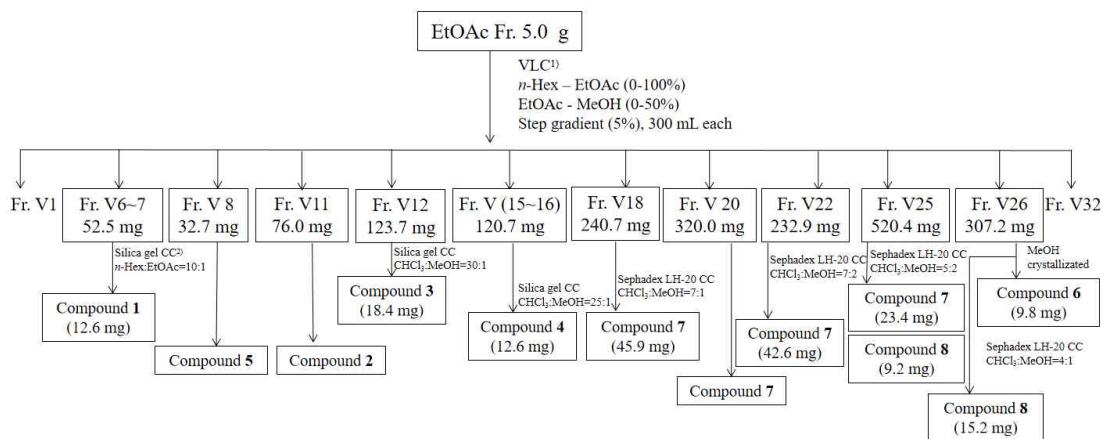 EtOAc Fr. 5.0 g
VLC1)
n-Hex – EtOAc (0-100%)
EtOAc - MeOH (0-50%)
Step gradient (5%), 300 mL each
Fr. V1
Fr. V6~7
52.5 mg
Fr. V 8
32.7 mg
Fr. V11
76.0 mg
Fr. V12
123.7 mg
Fr. V (15~16)
120.7 mg
Fr. V18
240.7 mg
Fr. V 20
320.0 mg
Fr. V22
232.9 mg
Fr. V25
520.4 mg
Fr. V26
307.2 mg
Fr. V32
Silica gel CC2)
n-Hex:EtOAc=10:1
Compound 1
(12.6 mg)
Compound 5
Compound 2
Silica gel CC
CHCl3:MeOH=30:1
Compound 3
(18.4 mg)
Silica gel CC
CHCl3:MeOH=25:1
Compound 4
(12.6 mg)
Sephadex LH-20 CC
CHCl3:MeOH=7:1
Compound 7
(45.9 mg)
Compound 7
Sephadex LH-20 CC
CHCl3:MeOH=7:2
Compound 7
(42.6 mg)
Sephadex LH-20 CC
CHCl3:MeOH=5:2
Compound 7
(23.4 mg)
Compound 8
(9.2 mg)
MeOH
crystallizated
Compound 6
(9.8 mg)
Sephadex LH-20 CC
CHCl3:MeOH=4:1
Compound 8
(15.2 mg)